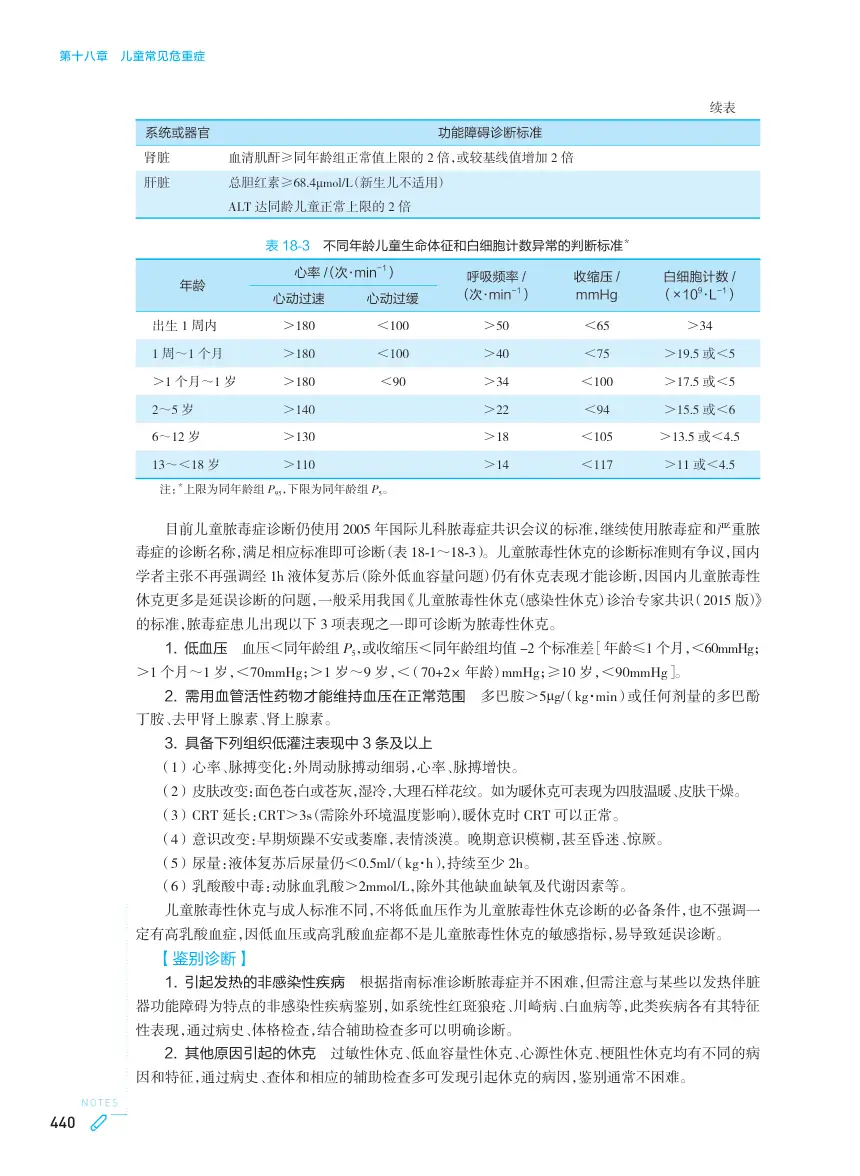 第十八章 儿童常见危重症
续表
系统或器官 功能障碍诊断标准
肾脏 血清肌酐≥同年龄组正常值上限的 2 倍,或较基线值增加 2 倍
肝脏 总胆红素≥68.4μmol/L(新生儿不适用)
ALT 达同龄儿童正常上限的 2 倍
表 18-3 不同年龄儿童生命体征和白细胞计数异常的判断标准*
年龄 心率 /(次·min⁻¹) 呼吸频率 /(次·min⁻¹) 收缩压 /mmHg 白细胞计数 /(×10⁹·L⁻¹)
心动过速 心动过缓
出生 1 周内 >180 <100 >50 <65 >34
1 周~1 个月 >180 <100 >40 <75 >19.5 或<5
>1 个月~1 岁 >180 <90 >34 <100 >17.5 或<5
2~5 岁 >140 >22 <94 >15.5 或<6
6~12 岁 >130 >18 <105 >13.5 或<4.5
13~<18 岁 >110 >14 <117 >11 或<4.5
注:*上限为同年龄组 P₉₅,下限为同年龄组 P₅。
目前儿童脓毒症诊断仍使用 2005 年国际儿科脓毒症共识会议的标准,继续使用脓毒症和严重脓
毒症的诊断名称,满足相应标准即可诊断(表 18-1~18-3)。儿童脓毒性休克的诊断标准则有争议,国内
学者主张不再强调经 1h 液体复苏后(除外低血容量问题)仍有休克表现才能诊断,因国内儿童脓毒性
休克更多是延误诊断的问题,一般采用我国《儿童脓毒性休克(感染性休克)诊治专家共识(2015 版)》
的标准,脓毒症患儿出现以下 3 项表现之一即可诊断为脓毒性休克。
1. 低血压 血压<同年龄组 P₅,或收缩压<同年龄组均值 -2 个标准差[年龄≤1 个月,<60mmHg;
>1 个月~1 岁,<70mmHg;>1 岁~9 岁,<(70+2× 年龄)mmHg;≥10 岁,<90mmHg]。
2. 需用血管活性药物才能维持血压在正常范围 多巴胺>5μg/(kg·min)或任何剂量的多巴酚
丁胺、去甲肾上腺素、肾上腺素。
3. 具备下列组织低灌注表现中 3 条及以上
(1)心率、脉搏变化:外周动脉搏动细弱,心率、脉搏增快。
(2)皮肤改变:面色苍白或苍灰,湿冷,大理石样花纹。如为暖休克可表现为四肢温暖、皮肤干燥。
(3)CRT 延长:CRT>3s(需除外环境温度影响),暖休克时 CRT 可以正常。
(4)意识改变:早期烦躁不安或萎靡,表情淡漠。晚期意识模糊,甚至昏迷、惊厥。
(5)尿量:液体复苏后尿量仍<0.5ml/(kg·h),持续至少 2h。
(6)乳酸酸中毒:动脉血乳酸>2mmol/L,除外其他缺血缺氧及代谢因素等。
儿童脓毒性休克与成人标准不同,不将低血压作为儿童脓毒性休克诊断的必备条件,也不强调一
定有高乳酸血症,因低血压或高乳酸血症都不是儿童脓毒性休克的敏感指标,易导致延误诊断。
【鉴别诊断】
1. 引起发热的非感染性疾病 根据指南标准诊断脓毒症并不困难,但需注意与某些以发热伴脏
器功能障碍为特点的非感染性疾病鉴别,如系统性红斑狼疮、川崎病、白血病等,此类疾病各有其特征
性表现,通过病史、体格检查,结合辅助检查多可以明确诊断。
2. 其他原因引起的休克 过敏性休克、低血容量性休克、心源性休克、梗阻性休克均有不同的病
因和特征,通过病史、查体和相应的辅助检查多可发现引起休克的病因,鉴别通常不困难。
NOTES
440